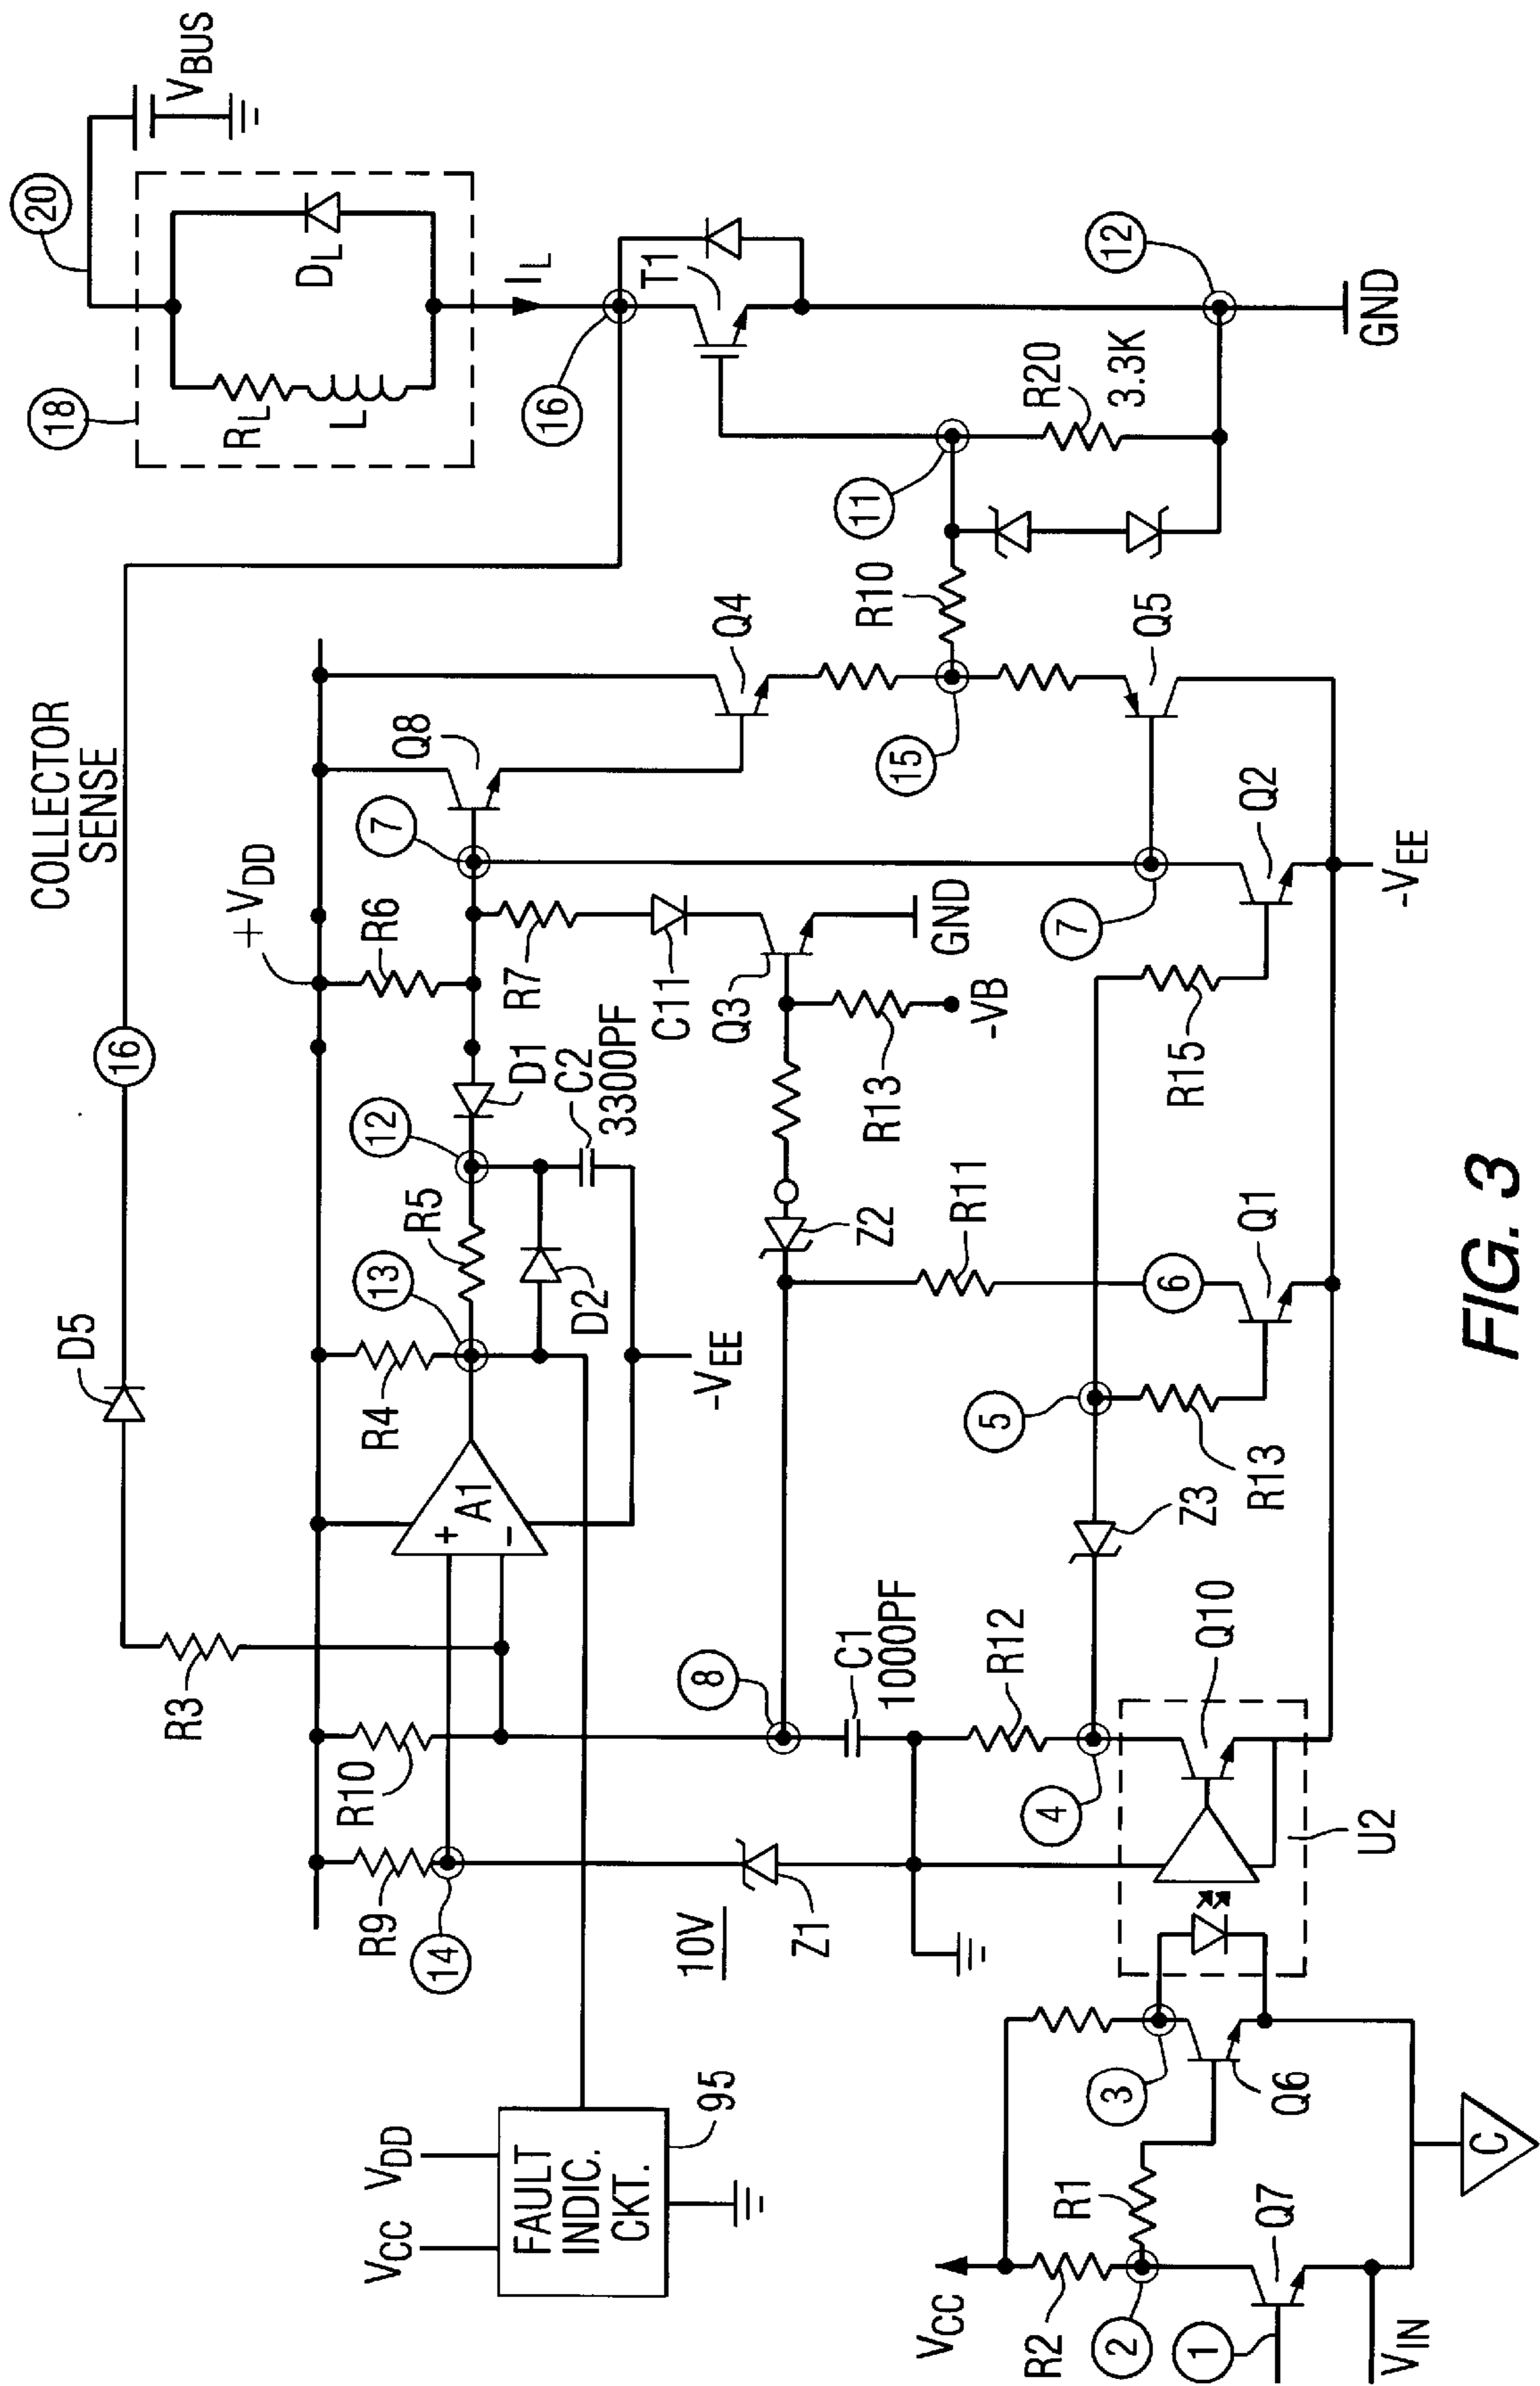 COLLECTOR
SENSE
20
VBUS
18
RL
L
DL
IL
16
T1
12
GND
R20
3.3K
11
R10
15
Q4
Q5
Q8
7
7
Q2
-VEE
+VDD
R6
R7
C11
Q3
GND
R13
-VB
R15
16
D5
D1
12
C2
3300PF
R5
13
D2
R4
-VEE
A1
+
-
Z2
R11
6
Q1
5
R13
Z3
R3
R10
8
C1
1000PF
R12
4
Q10
U2
R9
14
10V
Z1
VCC
VDD
FAULT
INDIC.
CKT.
95
VCC
R2
2
R1
3
Q6
Q7
1
VIN
C
FIG. 3